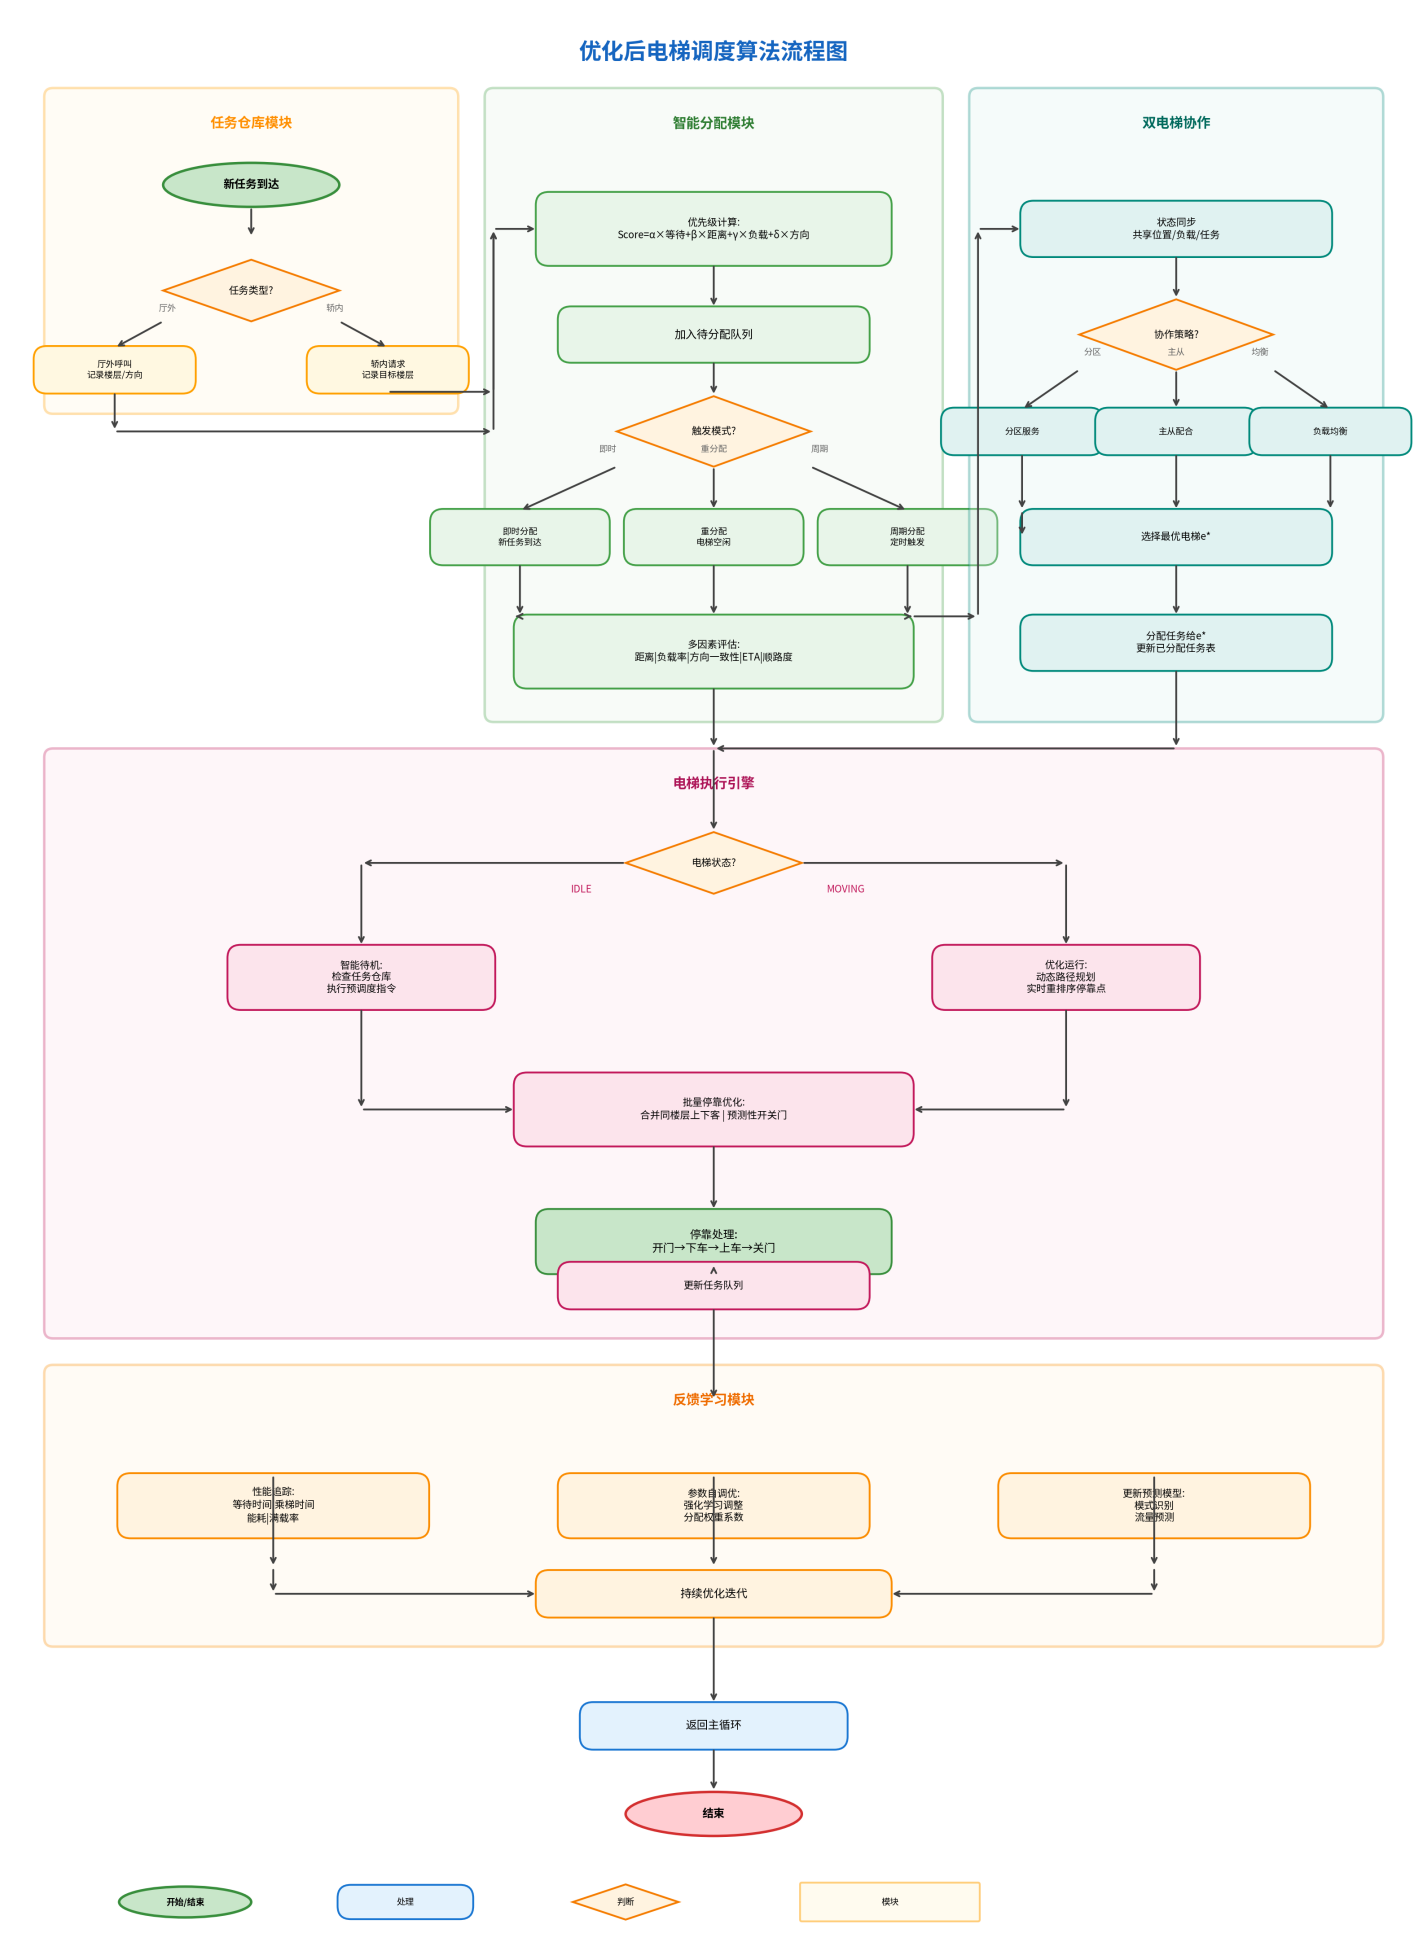 优化后电梯调度算法流程图
任务仓库模块
新任务到达
任务类型?
厅外
轿内
厅外呼叫
记录楼层/方向
轿内请求
记录目标楼层
智能分配模块
优先级计算:
Score=α×等待+β×距离+γ×负载+δ×方向
加入待分配队列
触发模式?
即时
重分配
周期
即时分配
新任务到达
重分配
电梯空闲
周期分配
定时触发
多因素评估:
距离|负载率|方向一致性|ETA|顺路度
双电梯协作
状态同步
共享位置/负载/任务
协作策略?
分区
主从
均衡
分区服务
主从配合
负载均衡
选择最优电梯e*
分配任务给e*
更新已分配任务表
电梯执行引擎
电梯状态?
IDLE
MOVING
智能待机:
检查任务仓库
执行预调度指令
优化运行:
动态路径规划
实时重排序停靠点
批量停靠优化:
合并同楼层上下客 | 预测性开关门
停靠处理:
开门→下车→上车→关门
更新任务队列
反馈学习模块
性能追踪:
等待时间|乘梯时间
能耗|满载率
参数自调优:
强化学习调整
分配权重系数
更新预测模型:
模式识别
流量预测
持续优化迭代
返回主循环
结束
开始/结束
处理
判断
模块